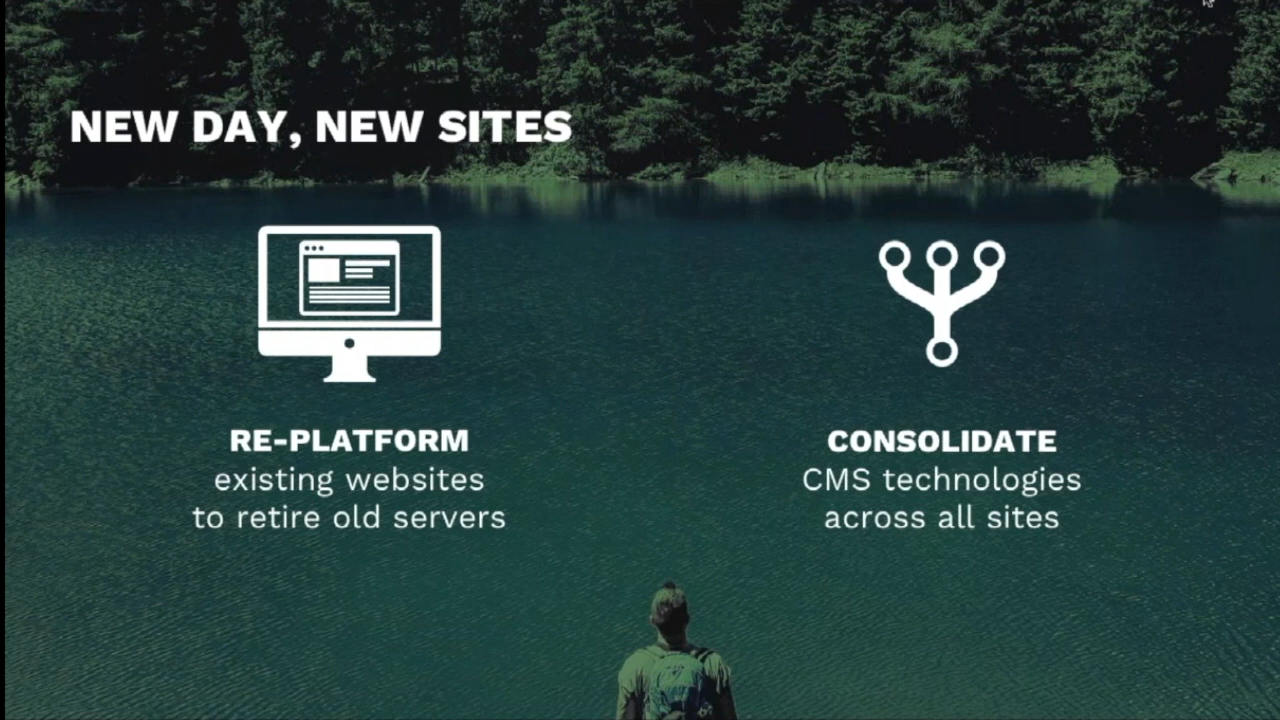 NEW DAY, NEW SITES
RE-PLATFORM
existing websites
to retire old servers
CONSOLIDATE
CMS technologies
across all sites